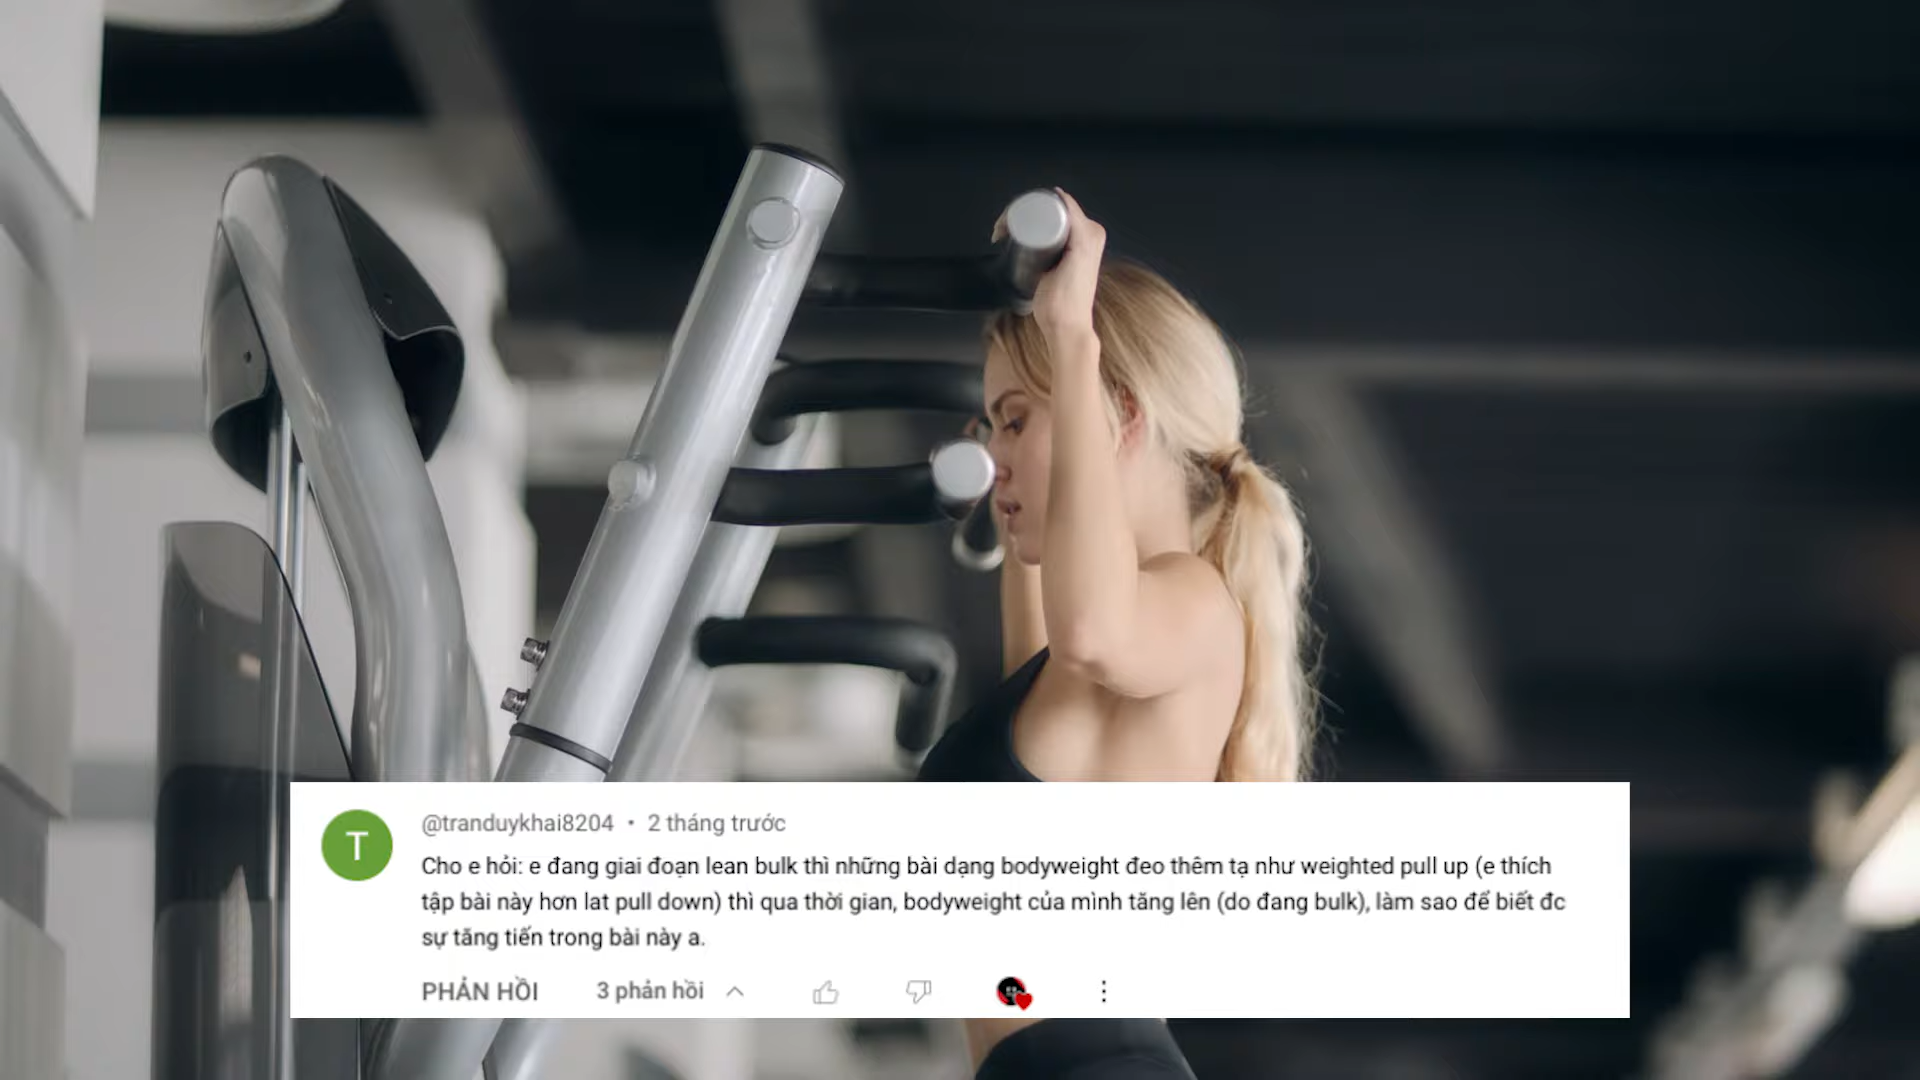 T
@tranduykhai8204 • 2 tháng trước
Cho e hỏi: e đang giai đoạn lean bulk thì những bài dạng bodyweight đeo thêm tạ như weighted pull up (e thích
tập bài này hơn lat pull down) thì qua thời gian, bodyweight của mình tăng lên (do đang bulk), làm sao để biết đc
sự tăng tiến trong bài này a.
PHẢN HỒI 3 phản hồi